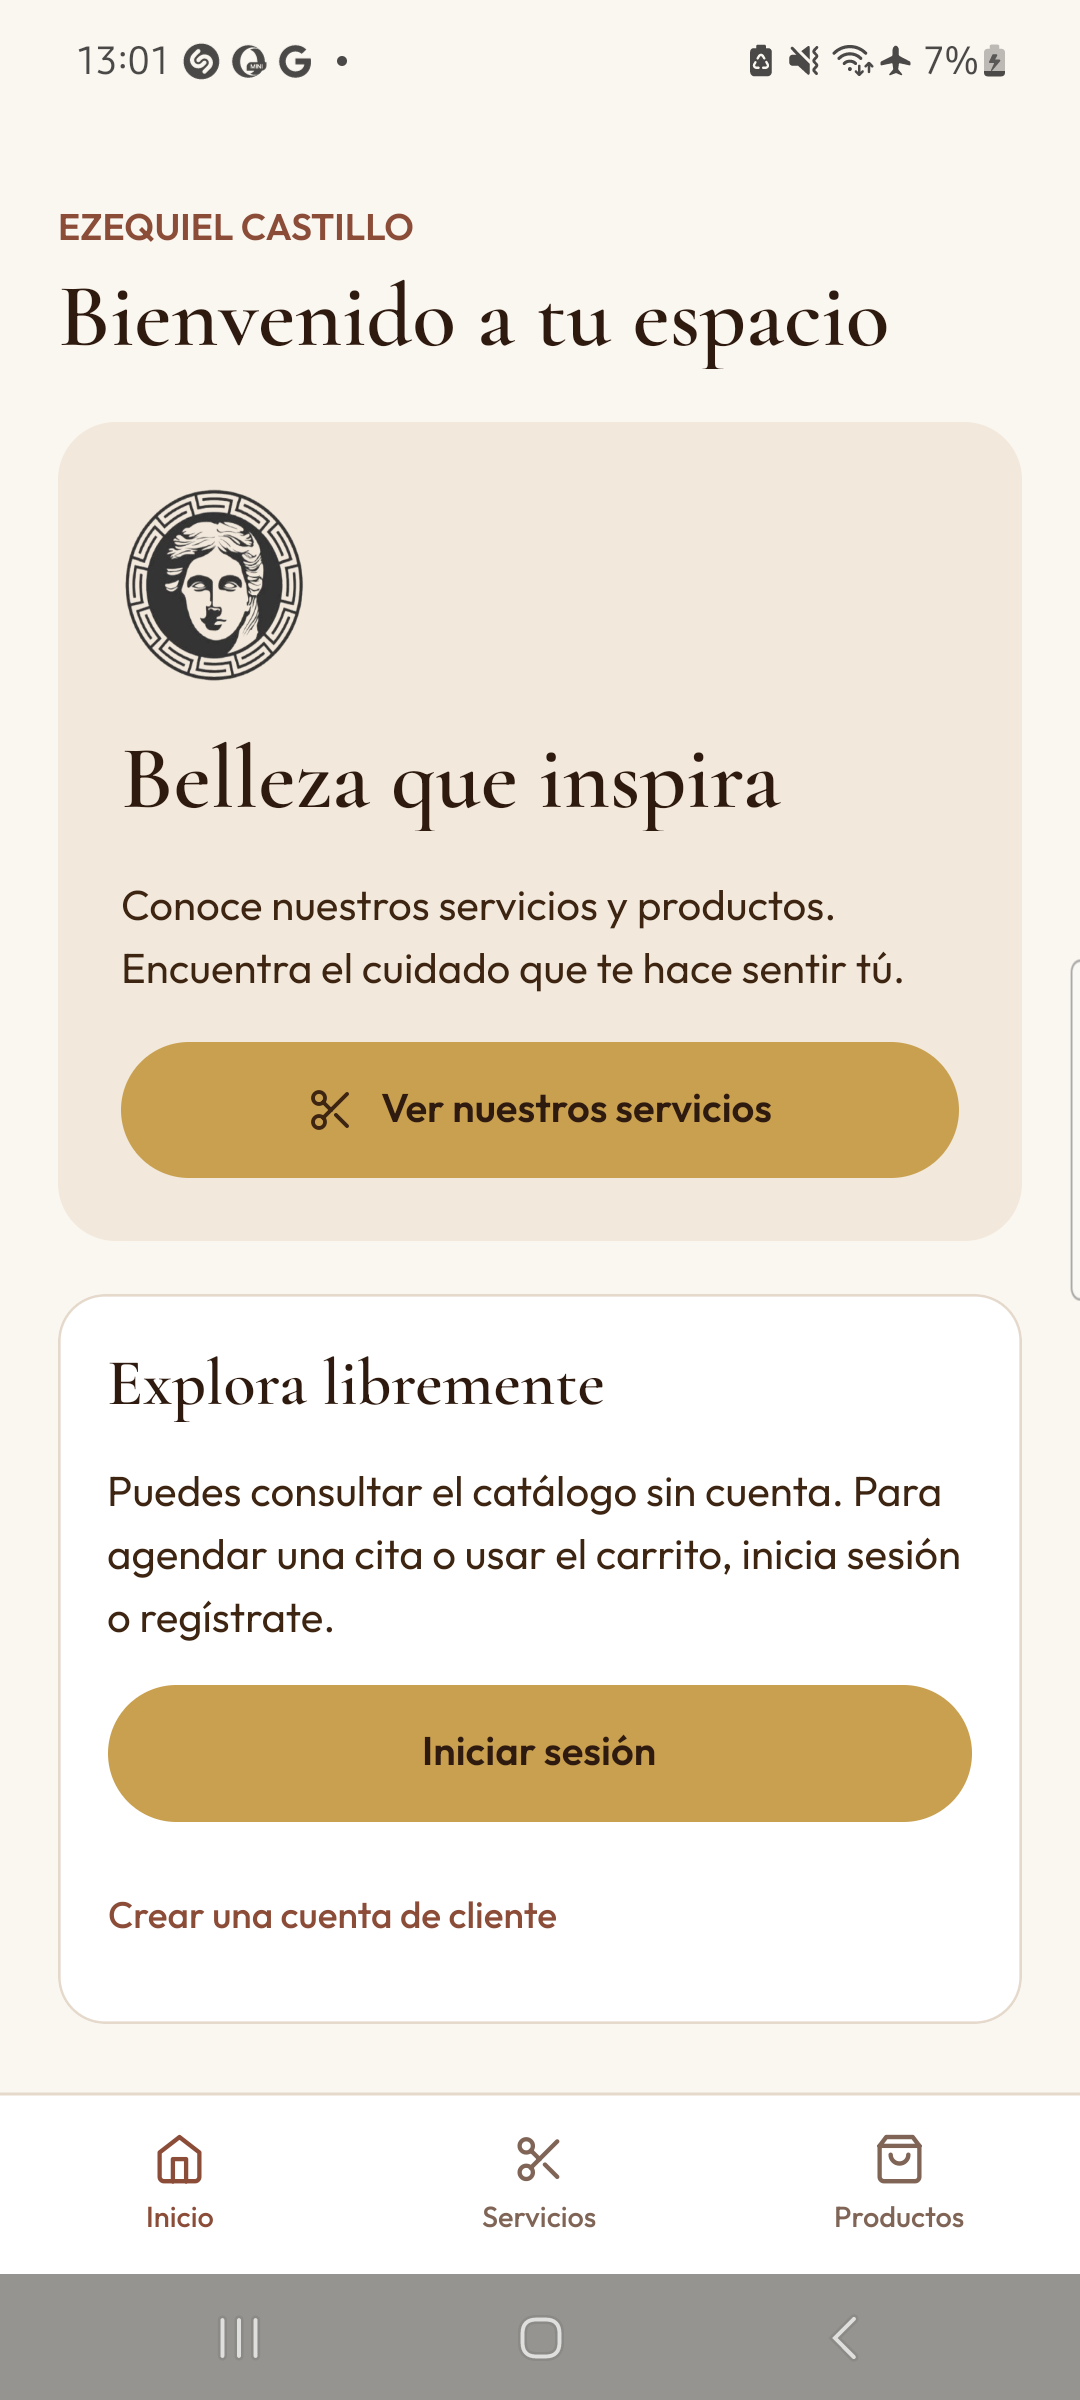 13:01
7%
EZEQUIEL CASTILLO
Bienvenido a tu espacio
Belleza que inspira
Conoce nuestros servicios y productos.
Encuentra el cuidado que te hace sentir tú.
Ver nuestros servicios
Explora libremente
Puedes consultar el catálogo sin cuenta. Para
agendar una cita o usar el carrito, inicia sesión
o regístrate.
Iniciar sesión
Crear una cuenta de cliente
Inicio
Servicios
Productos